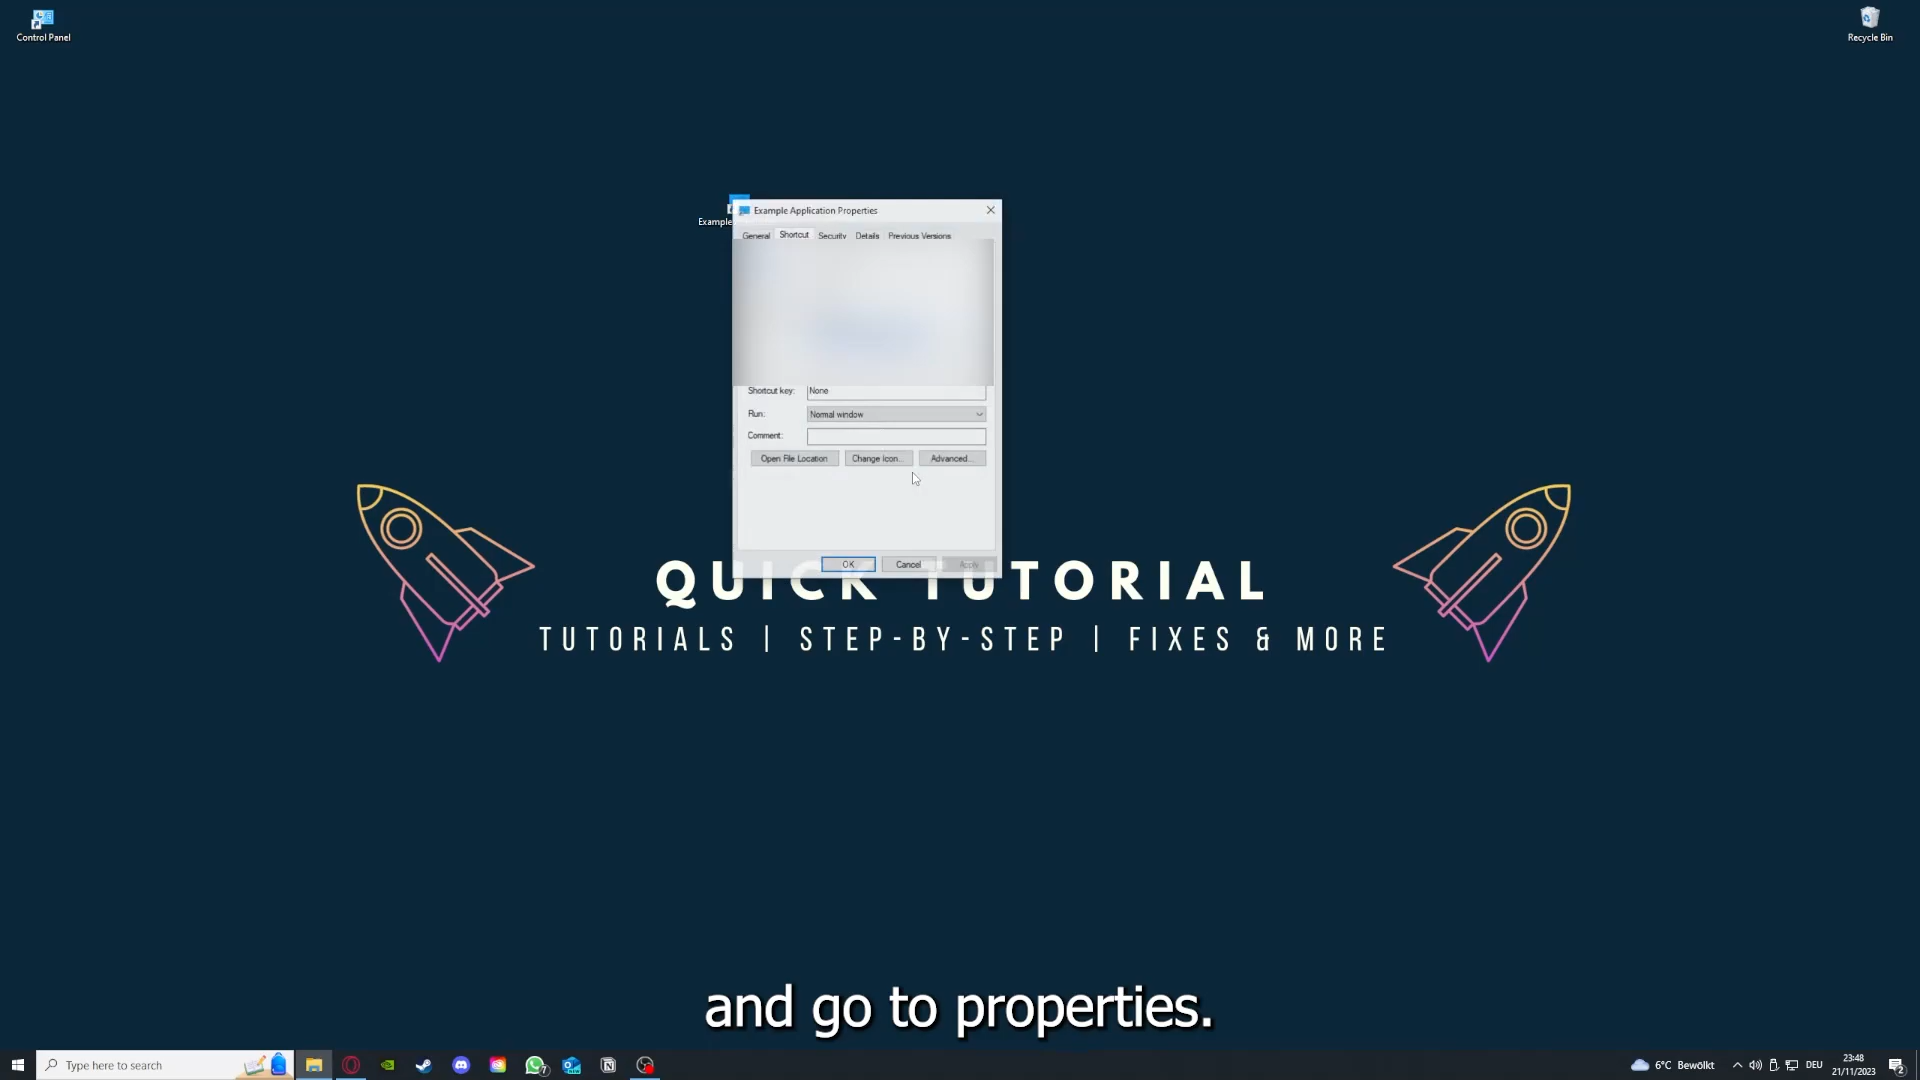 Control Panel
Recycle Bin
Example
Example Application Properties
General Shortcut Security Details Previous Versions
Shortcut key: None
Run: Normal window
Comment:
Open File Location Change Icon... Advanced...
OK Cancel Apply
QUICK TUTORIAL
TUTORIALS | STEP-BY-STEP | FIXES & MORE
and go to properties.
Type here to search
7
6°C Bewölkt
DEU
23:48
21/11/2023
2